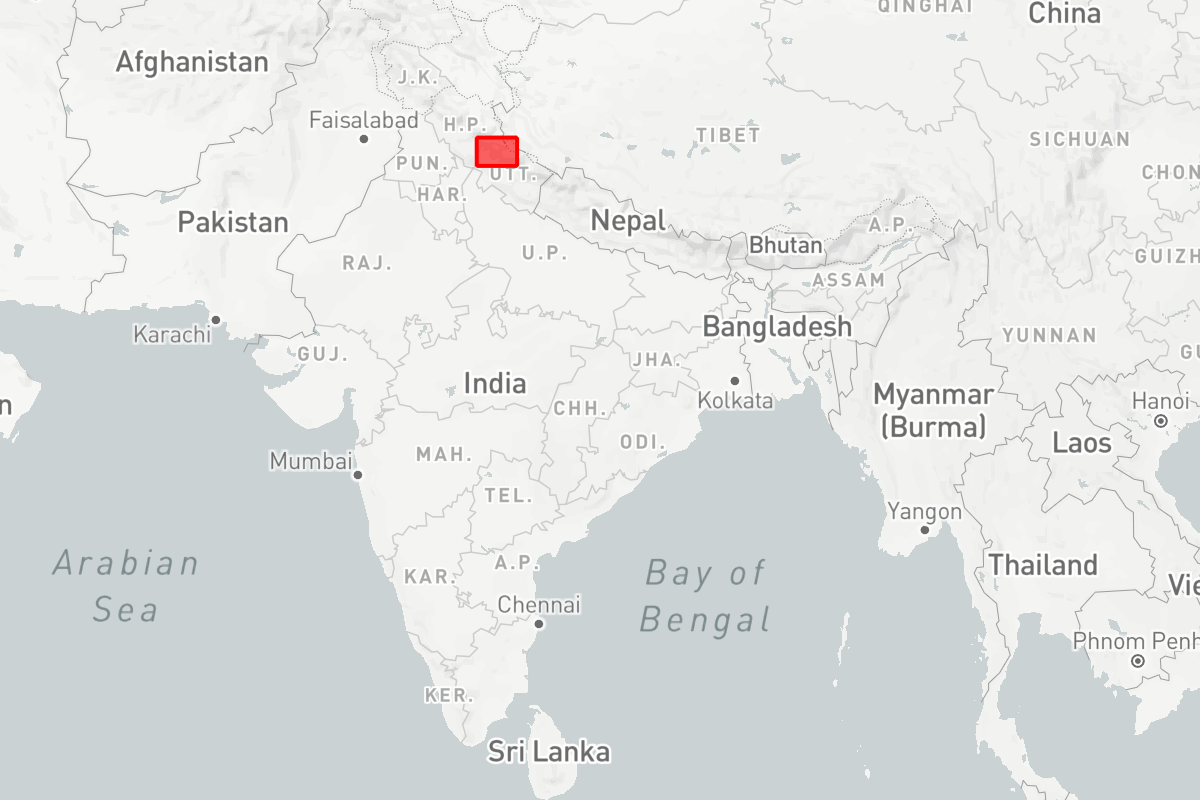 QINGHAI
China
Afghanistan
J.K.
Faisalabad
H.P.
TIBET
SICHUAN
PUN.
UTT.
CHON
HAR.
Pakistan
Nepal
A.P.
Bhutan
U.P.
RAJ.
ASSAM
GUIZH
Karachi
Bangladesh
YUNNAN
GUJ.
JHA.
GU
India
Kolkata
Myanmar
(Burma)
n
CHH.
Hanoi
ODI.
Laos
MAH.
Mumbai
TEL.
Yangon
Arabian
Sea
A.P.
Bay of
Bengal
Thailand
KAR.
Vie
Chennai
Phnom Penh
KER.
Sri Lanka